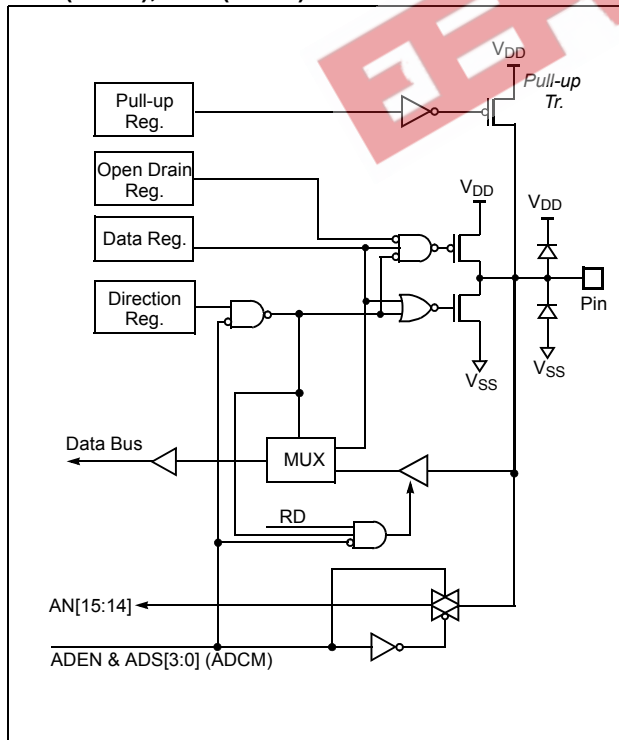 VDD
Pull-up
Tr.
Pull-up
Reg.
Open Drain
Reg.
Data Reg.
Direction
Reg.
VDD
VDD
Pin
VSS
VSS
Data Bus
MUX
RD
AN[15:14]
ADEN & ADS[3:0] (ADCM)